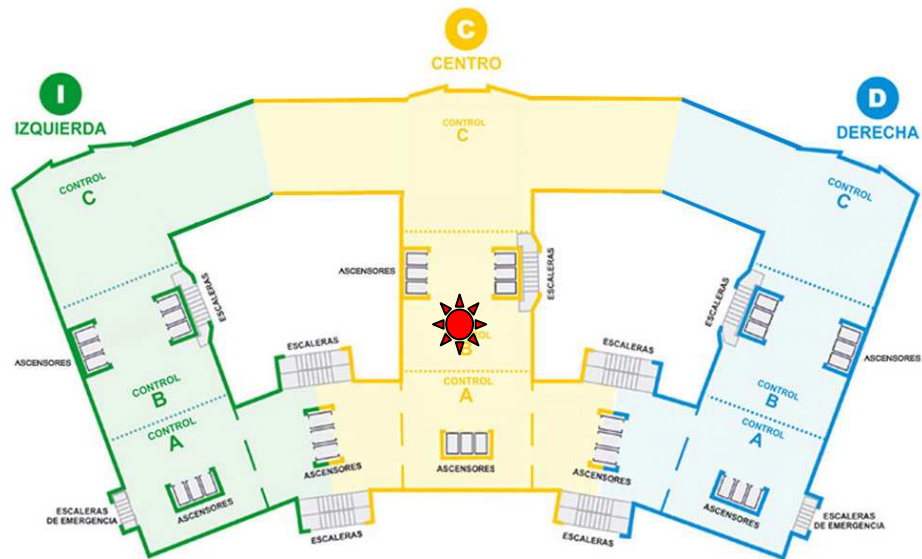 C
CENTRO
I
IZQUIERDA
D
DERECHA
CONTROL
C
CONTROL
C
CONTROL
C
ASCENSORES
ESCALERAS
ESCALERAS
ESCALERAS
ASCENSORES
ASCENSORES
B
ESCALERAS
ESCALERAS
CONTROL
B
CONTROL
A
CONTROL
B
CONTROL
A
CONTROL
A
ASCENSORES
ASCENSORES
ASCENSORES
ASCENSORES
ASCENSORES
ESCALERAS
DE EMERGENCIA
ESCALERAS
ESCALERAS
ESCALERAS
DE EMERGENCIA